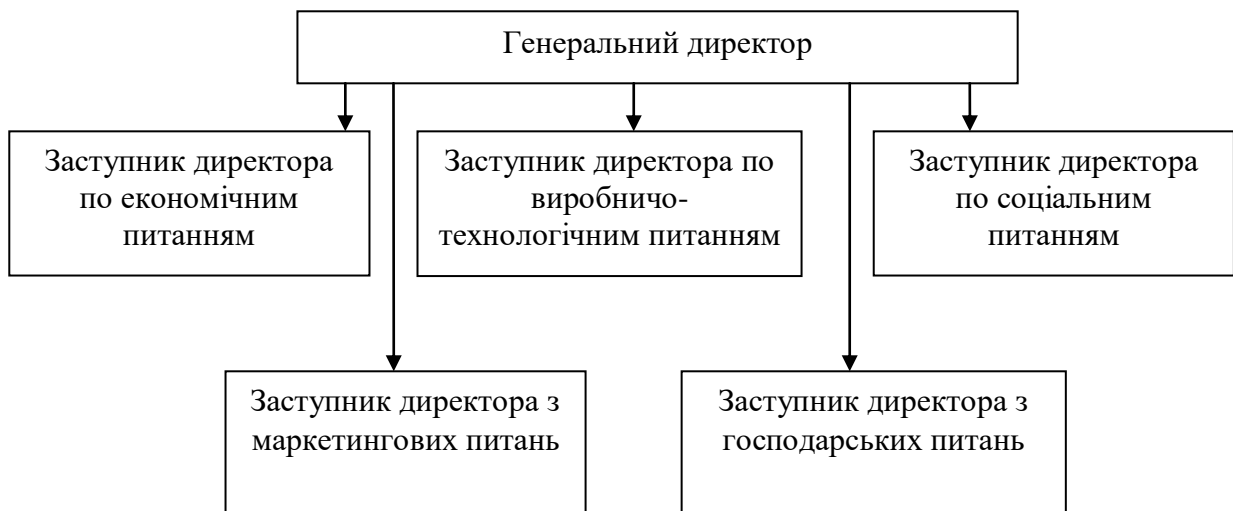 Генеральний директор
Заступник директора
по економічним
питанням
Заступник директора по
виробничо-
технологічним питанням
Заступник директора
по соціальним
питанням
Заступник директора з
маркетингових питань
Заступник директора з
господарських питань